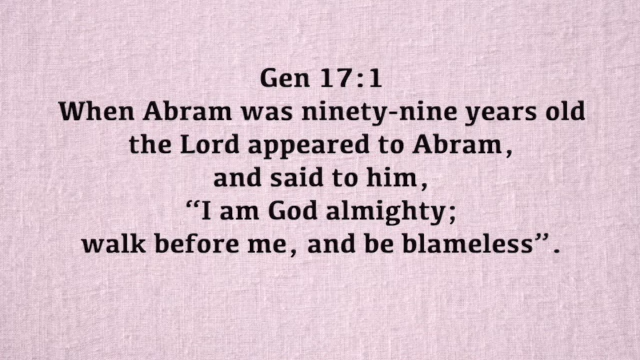 Gen 17:1
When Abram was ninety-nine years old
the Lord appeared to Abram,
and said to him,
“I am God almighty;
walk before me, and be blameless”.